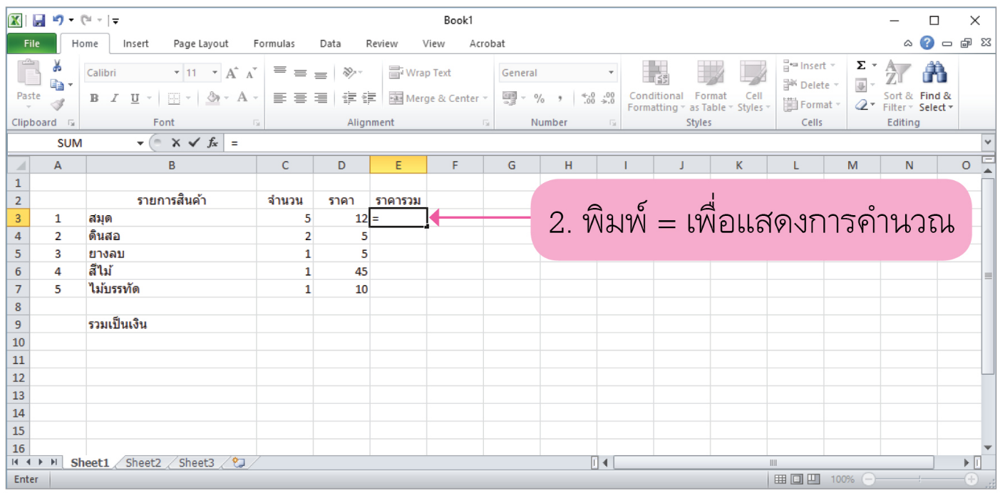 Book1
File Home Insert Page Layout Formulas Data Review View Acrobat
Calibri 11 A A Wrap Text General Insert Σ
Paste B I U A Merge & Center % , .0 .00 .00 .0 Conditional Formatting Format as Table Cell Styles Delete Format Sort & Filter Find & Select
Clipboard Font Alignment Number Styles Cells Editing
SUM fx =
A B C D E F G H I J K L M N O
1
2 รายการสินค้า จำนวน ราคา ราคารวม
3 1 สมุด 5 12 =
2. พิมพ์ = เพื่อแสดงการคำนวณ
4 2 ดินสอ 2 5
5 3 ยางลบ 1 5
6 4 สีไม้ 1 45
7 5 ไม้บรรทัด 1 10
8
9 รวมเป็นเงิน
10
11
12
13
14
15
16
Sheet1 Sheet2 Sheet3
Enter 100%